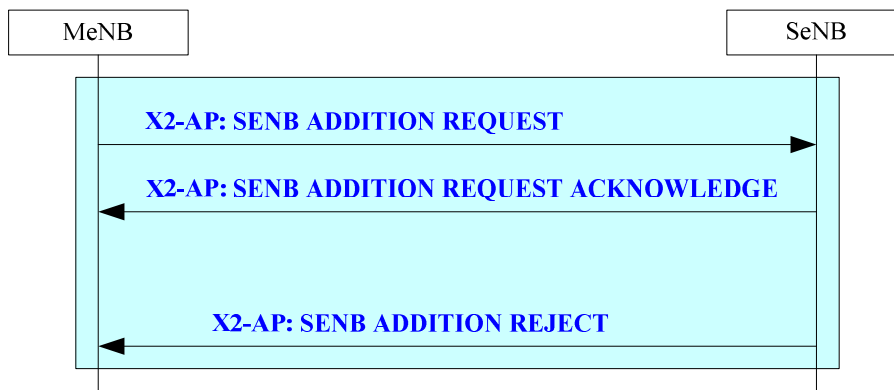 MeNB
SeNB
X2-AP: SENB ADDITION REQUEST
X2-AP: SENB ADDITION REQUEST ACKNOWLEDGE
X2-AP: SENB ADDITION REJECT